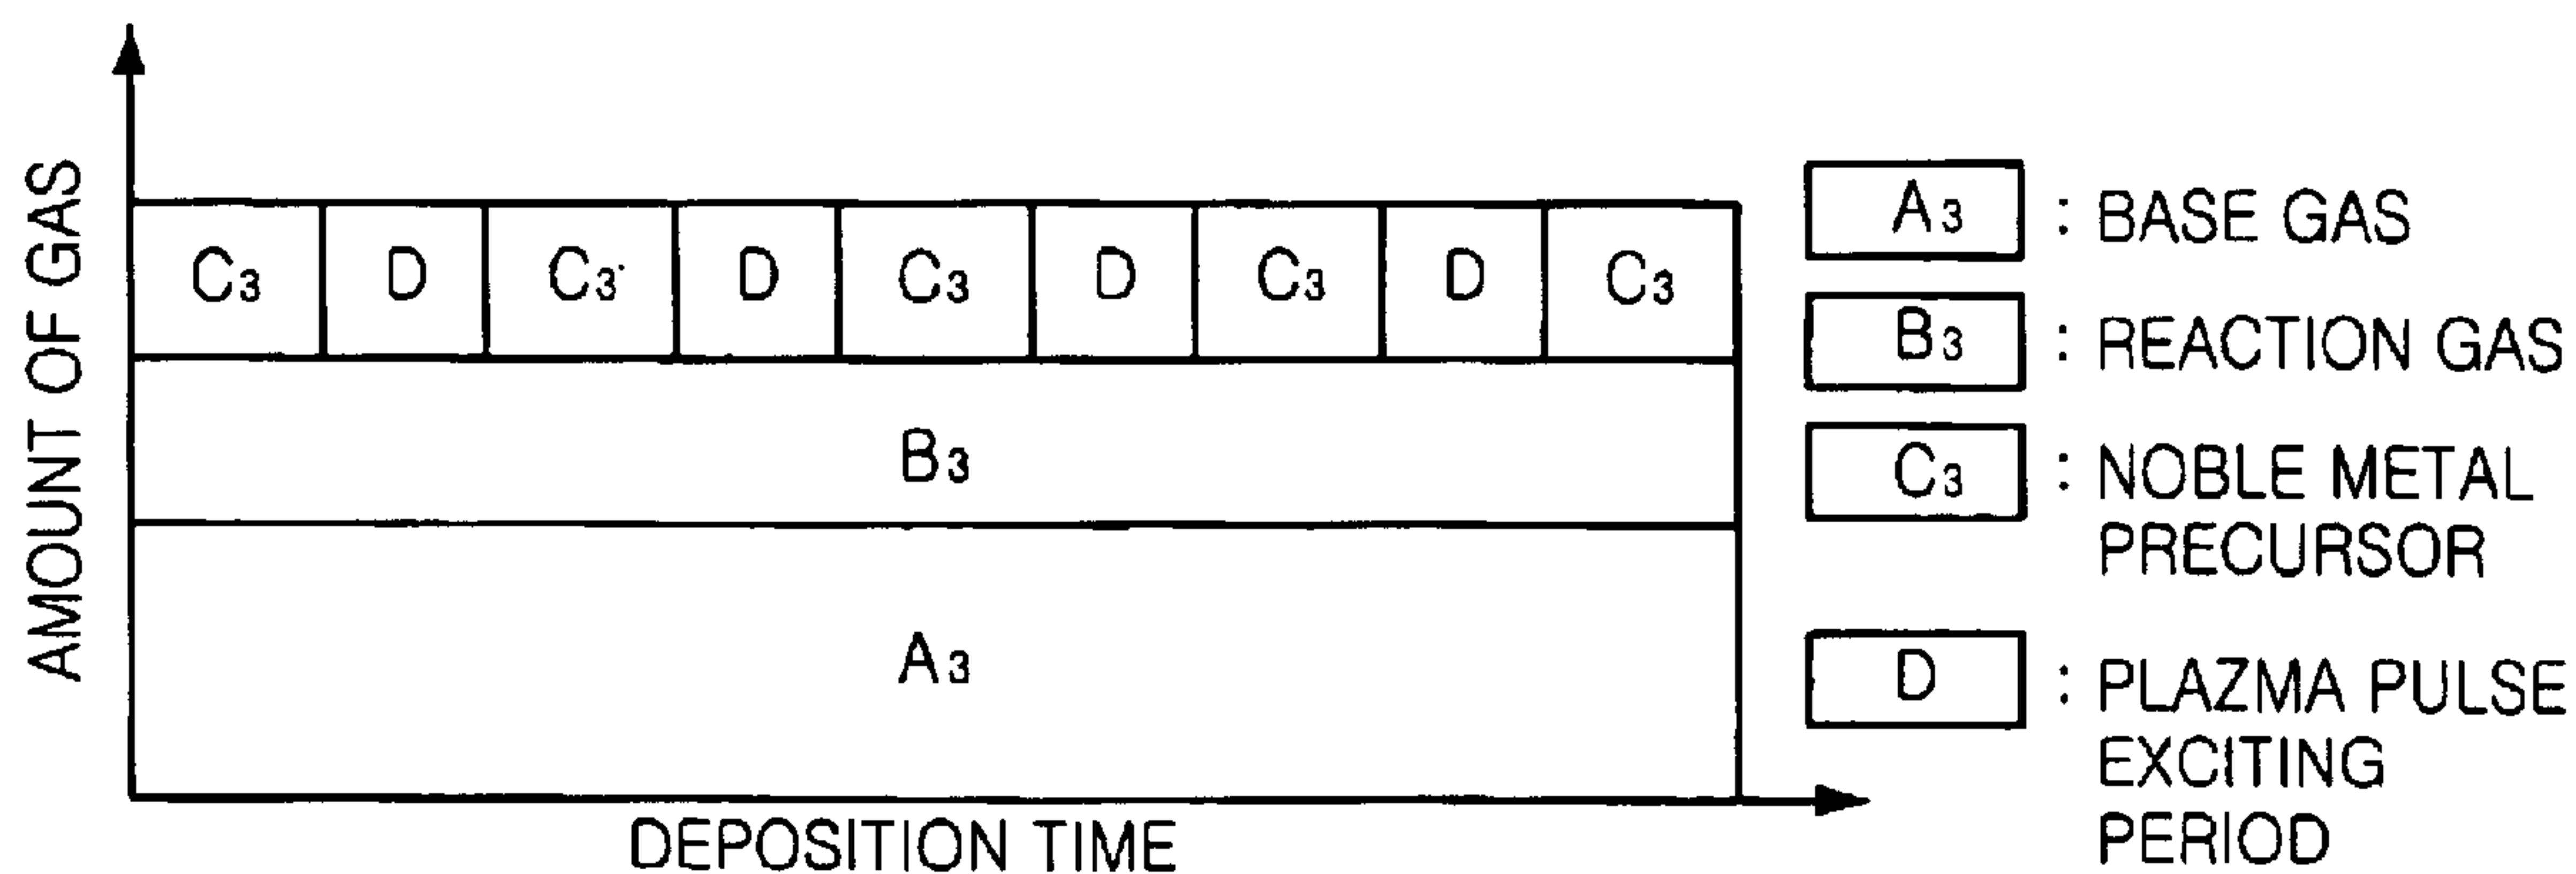 AMOUNT OF GAS
C3 D C3 D C3 D C3 D C3
B3
A3
DEPOSITION TIME
A3 : BASE GAS
B3 : REACTION GAS
C3 : NOBLE METAL
PRECURSOR
D : PLAZMA PULSE
EXCITING
PERIOD